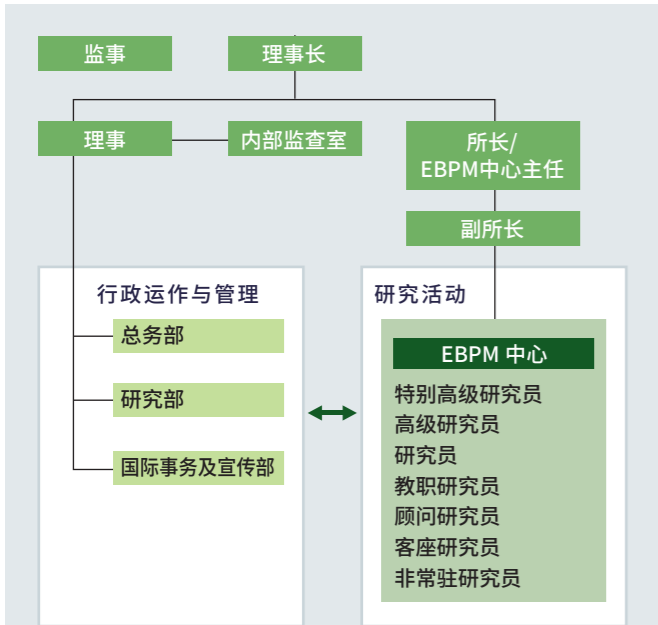 监事
理事长
理事
内部监查室
所长/
EBPM中心主任
副所长
行政运作与管理
总务部
研究部
国际事务及宣传部
研究活动
EBPM 中心
特别高级研究员
高级研究员
研究员
教职研究员
顾问研究员
客座研究员
非常驻研究员